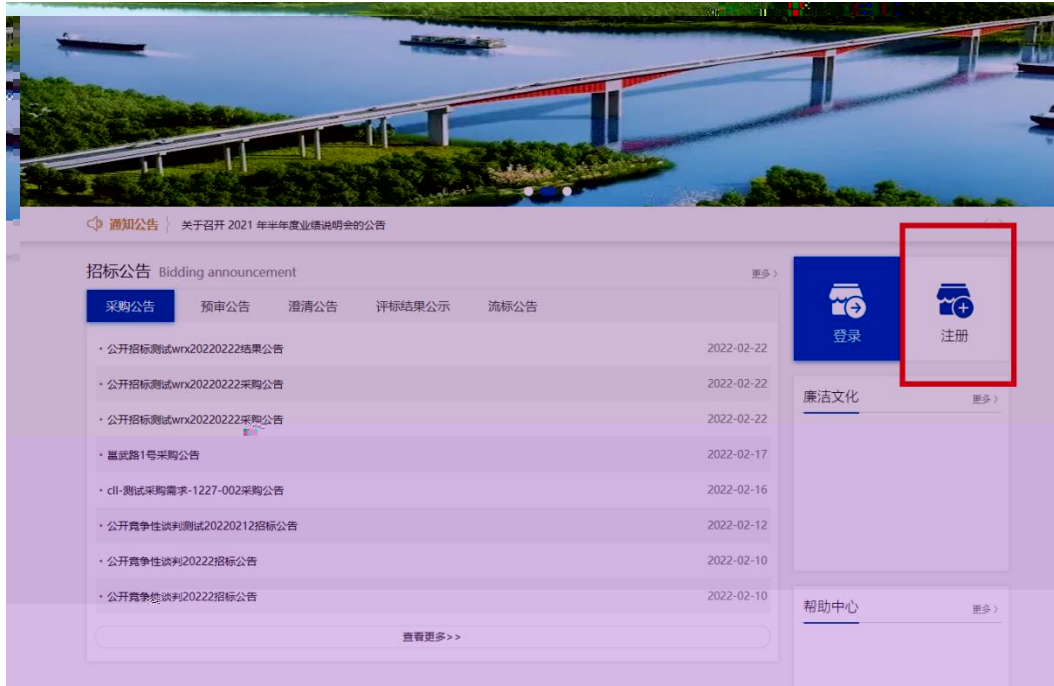 通知公告 关于召开 2021 年半年度业绩说明会的公告
招标公告 Bidding announcement 更多 >
采购公告 预审公告 澄清公告 评标结果公示 流标公告
· 公开招标测试wrx20220222结果公告 2022-02-22
· 公开招标测试wrx20220222采购公告 2022-02-22
· 公开招标测试wrx20220222采购公告 2022-02-22
· 邕武路1号采购公告 2022-02-17
· cll-测试采购需求-1227-002采购公告 2022-02-16
· 公开竞争性谈判测试20220212招标公告 2022-02-12
· 公开竞争性谈判20222招标公告 2022-02-10
· 公开竞争性谈判20222招标公告 2022-02-10
查看更多>>
登录 注册
廉洁文化 更多 >
帮助中心 更多 >